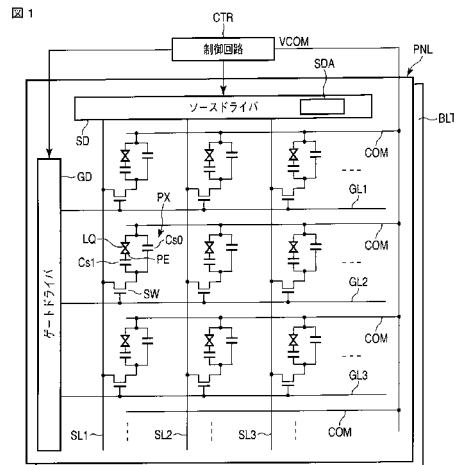 図1
CTR
制御回路
VCOM
PNL
SDA
ソースドライバ
SD
BLT
COM
GD
GL1
PX
LQ
Cs0
COM
Cs1
PE
SW
GL2
ゲートドライバ
COM
GL3
COM
SL1
SL2
SL3